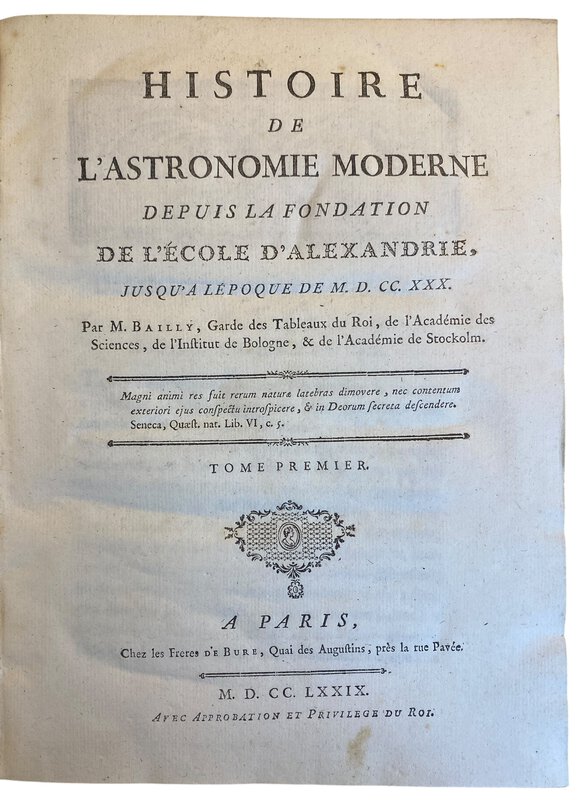 HISTOIRE
DE
L'ASTRONOMIE MODERNE
DEPUIS LA FONDATION
DE L'ÉCOLE D'ALEXANDRIE,
JUSQU'A LÉPOQUE DE M. D. CC. XXX.
Par M. BAILLY, Garde des Tableaux du Roi, de l'Académie des
Sciences, de l'Inſtitut de Bologne, & de l'Académie de Stockolm.
Magni animi res fuit rerum naturæ latebras dimovere, nec contentum
exteriori ejus conſpectu introſpicere, & in Deorum ſecreta deſcendere.
Seneca, Quæſt. nat. Lib. VI, c. 5.
TOME PREMIER.
A PARIS,
Chez les Freres DE BURE, Quai des Auguſtins, près la rue Pavée.
M. D. CC. LXXIX.
AVEC APPROBATION ET PRIVILEGE DU ROI.